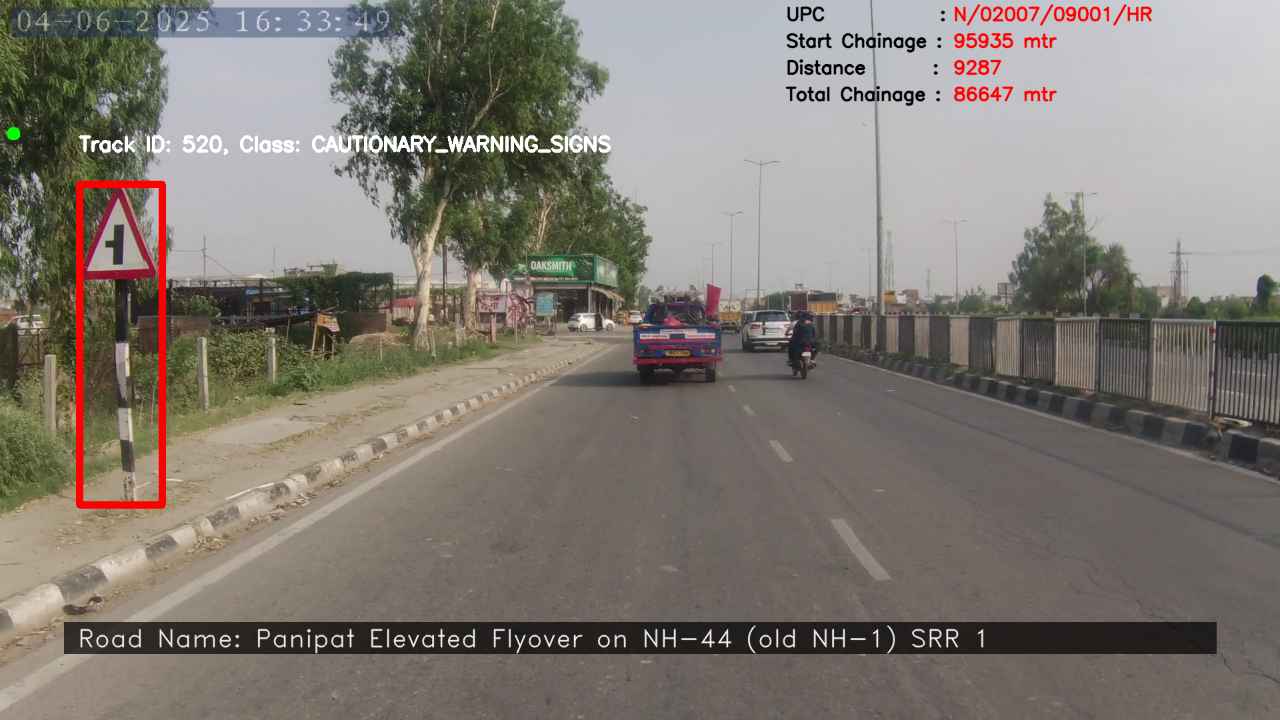 04-06-2025 16:33:49
UPC : N/02007/09001/HR
Start Chainage : 95935 mtr
Distance : 9287
Total Chainage : 86647 mtr
Track ID: 520, Class: CAUTIONARY_WARNING_SIGNS
OAKSMITH
Road Name: Panipat Elevated Flyover on NH-44 (old NH-1) SRR 1